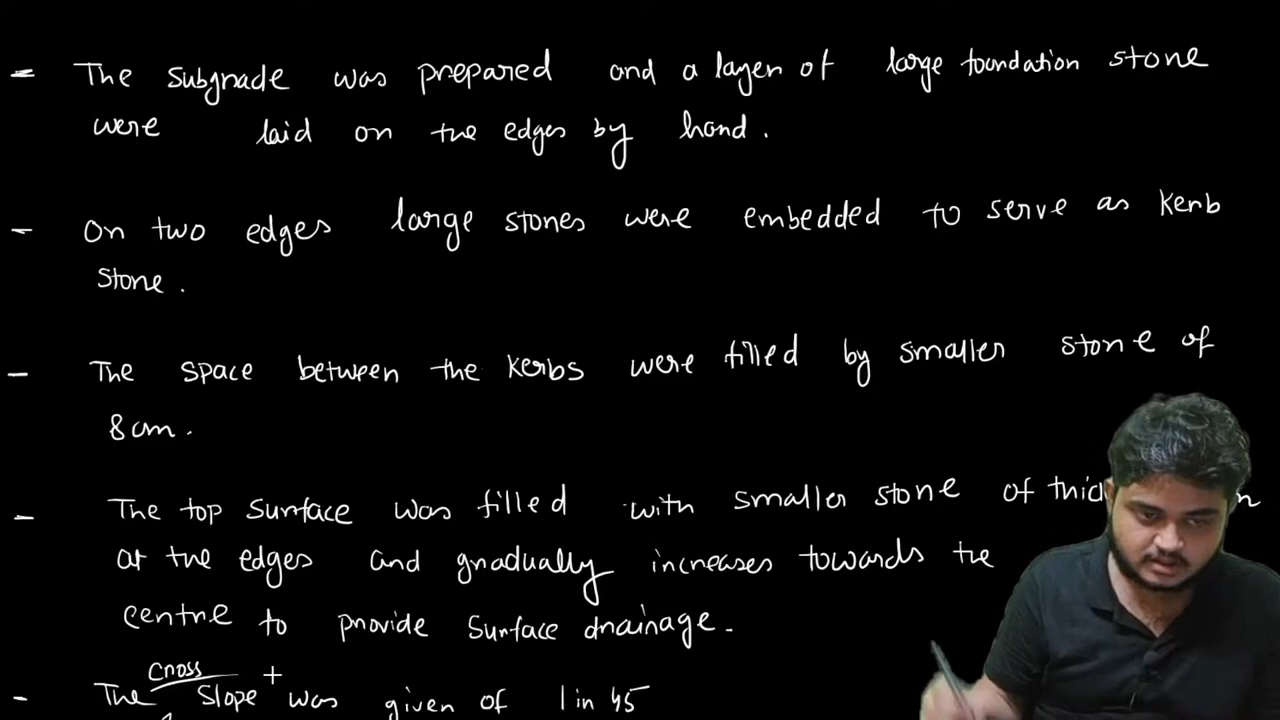 - The subgrade was prepared and a layer of large foundation stone
were laid on the edges by hand.
- On two edges large stones were embedded to serve as kerb
stone.
- The space between the kerbs were filled by smaller stone of
8cm.
- The top surface was filled with smaller stone of
at the edges and gradually increases towards the
centre to provide surface drainage.
cross
- The slope was given of 1 in 45